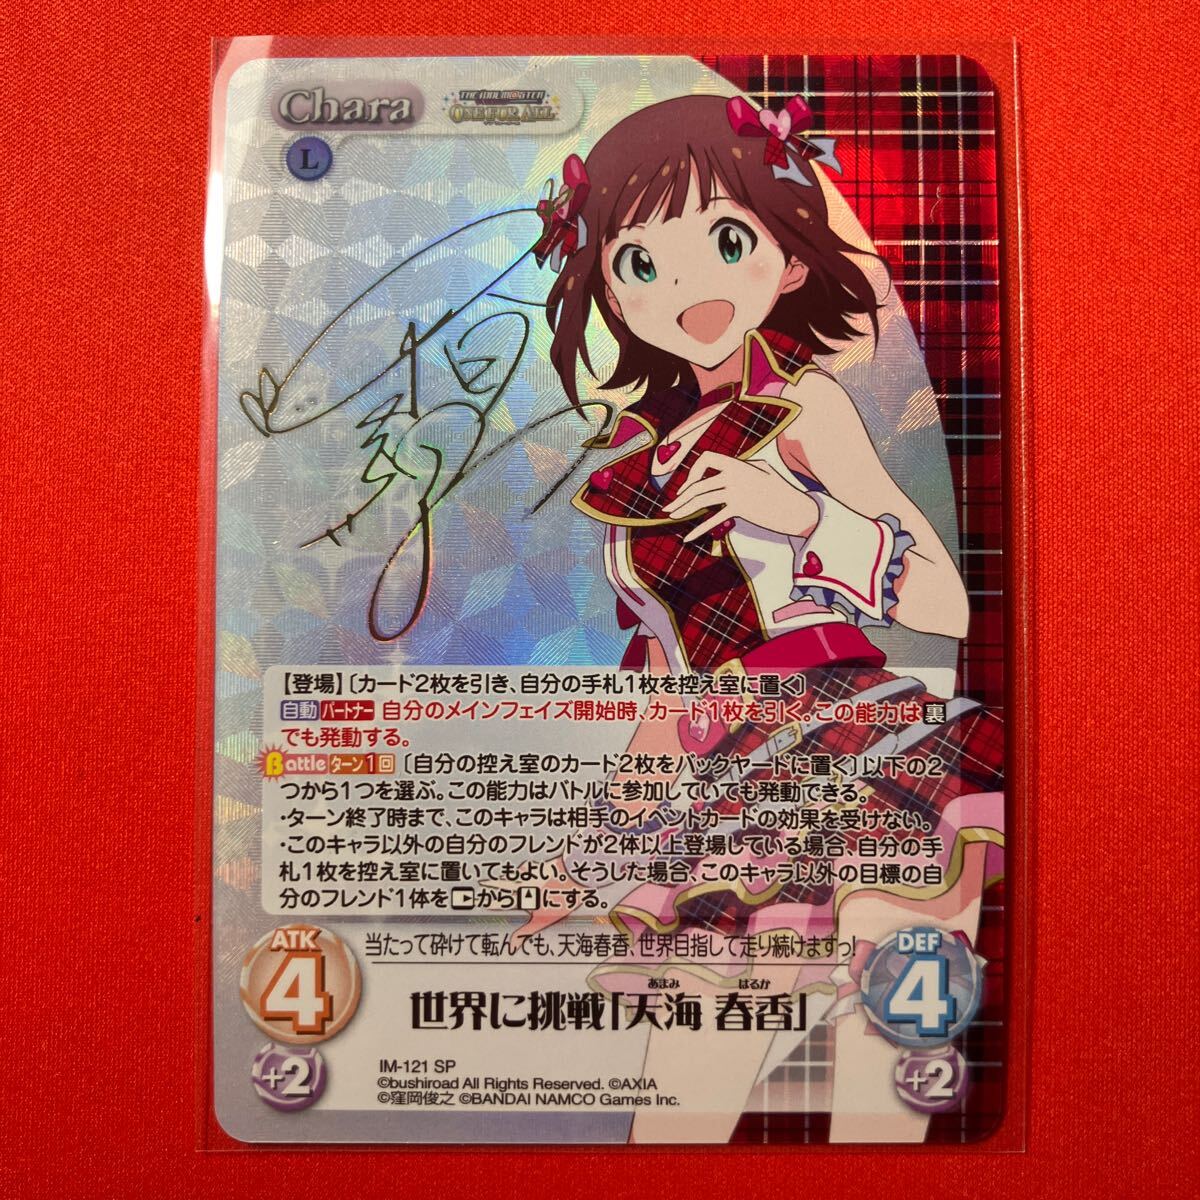 Chara
THE IDOLM@STER
ONE FOR ALL
L
【登場】〔カード2枚を引き、自分の手札1枚を控え室に置く〕
自動 パートナー 自分のメインフェイズ開始時、カード1枚を引く。この能力は裏
でも発動する。
Battle ターン1回 〔自分の控え室のカード2枚をバックヤードに置く〕以下の2
つから1つを選ぶ。この能力はバトルに参加していても発動できる。
・ターン終了時まで、このキャラは相手のイベントカードの効果を受けない。
・このキャラ以外の自分のフレンドが2体以上登場している場合、自分の手
札1枚を控え室に置いてもよい。そうした場合、このキャラ以外の目標の自
分のフレンド1体を から にする。
ATK
4
当たって砕けて転んでも、天海春香、世界目指して走り続けますっ!
DEF
4
あまみ はるか
世界に挑戦「天海 春香」
+2
+2
IM-121 SP
©bushiroad All Rights Reserved. ©AXIA
©窪岡俊之 ©BANDAI NAMCO Games Inc.